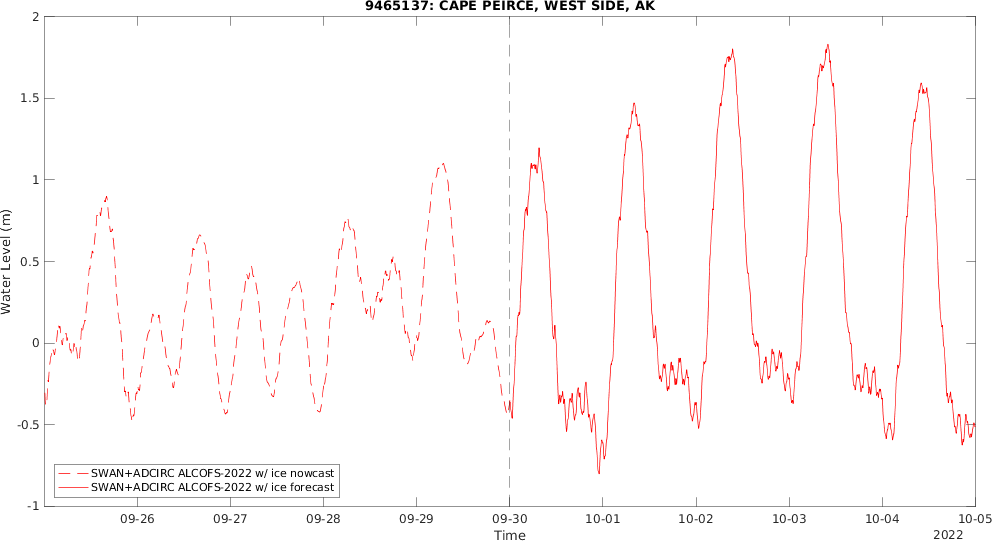 9465137: CAPE PEIRCE, WEST SIDE, AK
Water Level (m)
2
1.5
1
0.5
0
-0.5
-1
SWAN+ADCIRC ALCOFS-2022 w/ ice nowcast
SWAN+ADCIRC ALCOFS-2022 w/ ice forecast
09-26 09-27 09-28 09-29 09-30 10-01 10-02 10-03 10-04 10-05
Time
2022